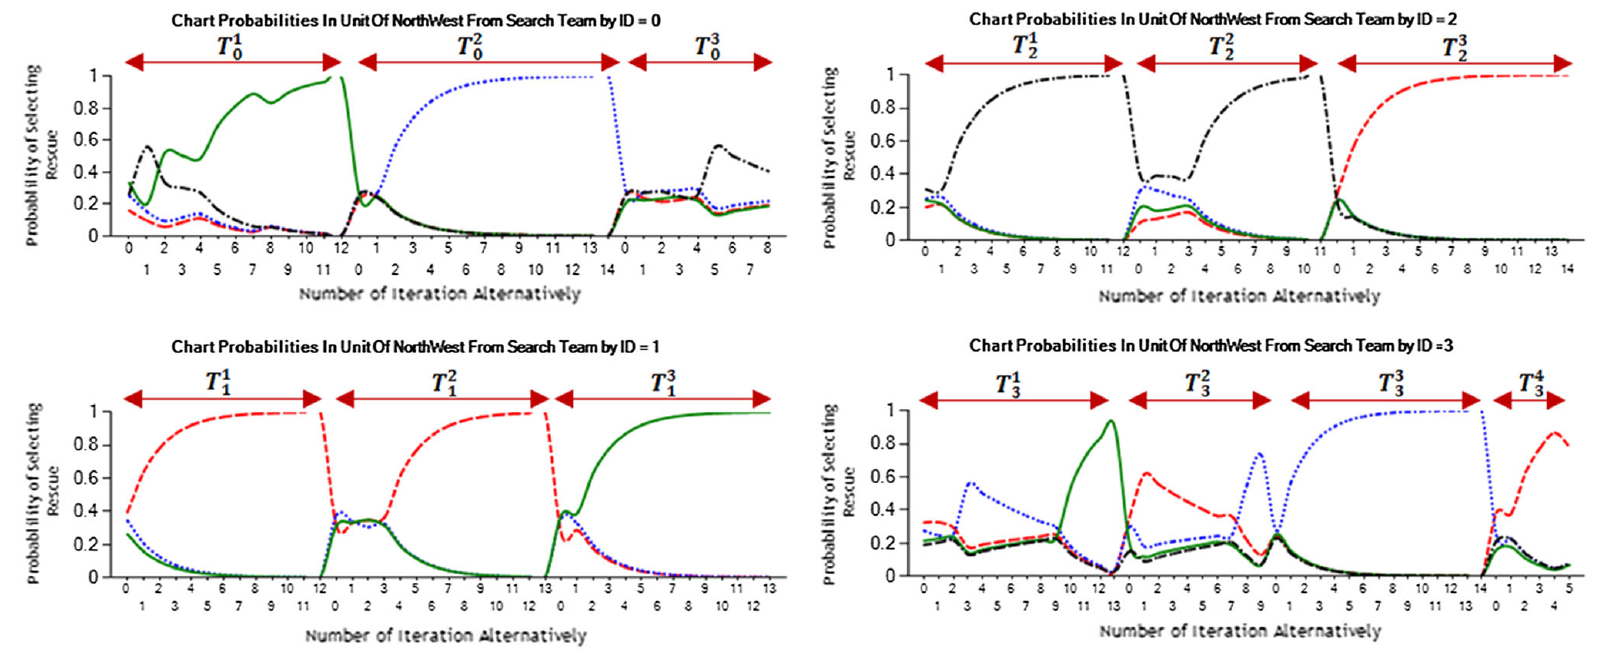 Chart Probabilities In Unit Of NorthWest From Search Team by ID = 0
T_0^1 T_0^2 T_0^3
Probability of Selecting
Rescue
1
0.8
0.6
0.4
0.2
0
0 2 4 6 8 10 12 1 3 5 7 9 11 13 0 2 4 6 8
1 3 5 7 9 11 0 2 4 6 8 10 12 14 1 3 5 7
Number of Iteration Alternatively
Chart Probabilities In Unit Of NorthWest From Search Team by ID = 2
T_2^1 T_2^2 T_2^3
Probability of Selecting
Rescue
1
0.8
0.6
0.4
0.2
0
0 2 4 6 8 10 12 1 3 5 7 9 11 1 3 5 7 9 11 13
1 3 5 7 9 11 0 2 4 6 8 10 0 2 4 6 8 10 12 14
Number of Iteration Alternatively
Chart Probabilities In Unit Of NorthWest From Search Team by ID = 1
T_1^1 T_1^2 T_1^3
Probability of Selecting
Rescue
1
0.8
0.6
0.4
0.2
0
0 2 4 6 8 10 12 1 3 5 7 9 11 13 1 3 5 7 9 11 13
1 3 5 7 9 11 0 2 4 6 8 10 12 0 2 4 6 8 10 12
Number of Iteration Alternatively
Chart Probabilities In Unit Of NorthWest From Search Team by ID =3
T_3^1 T_3^2 T_3^3 T_3^4
Probability of Selecting
Rescue
1
0.8
0.6
0.4
0.2
0
0 2 4 6 8 10 12 0 2 4 6 8 0 2 4 6 8 10 12 14 1 3 5
1 3 5 7 9 11 13 1 3 5 7 9 1 3 5 7 9 11 13 0 2 4
Number of Iteration Alternatively